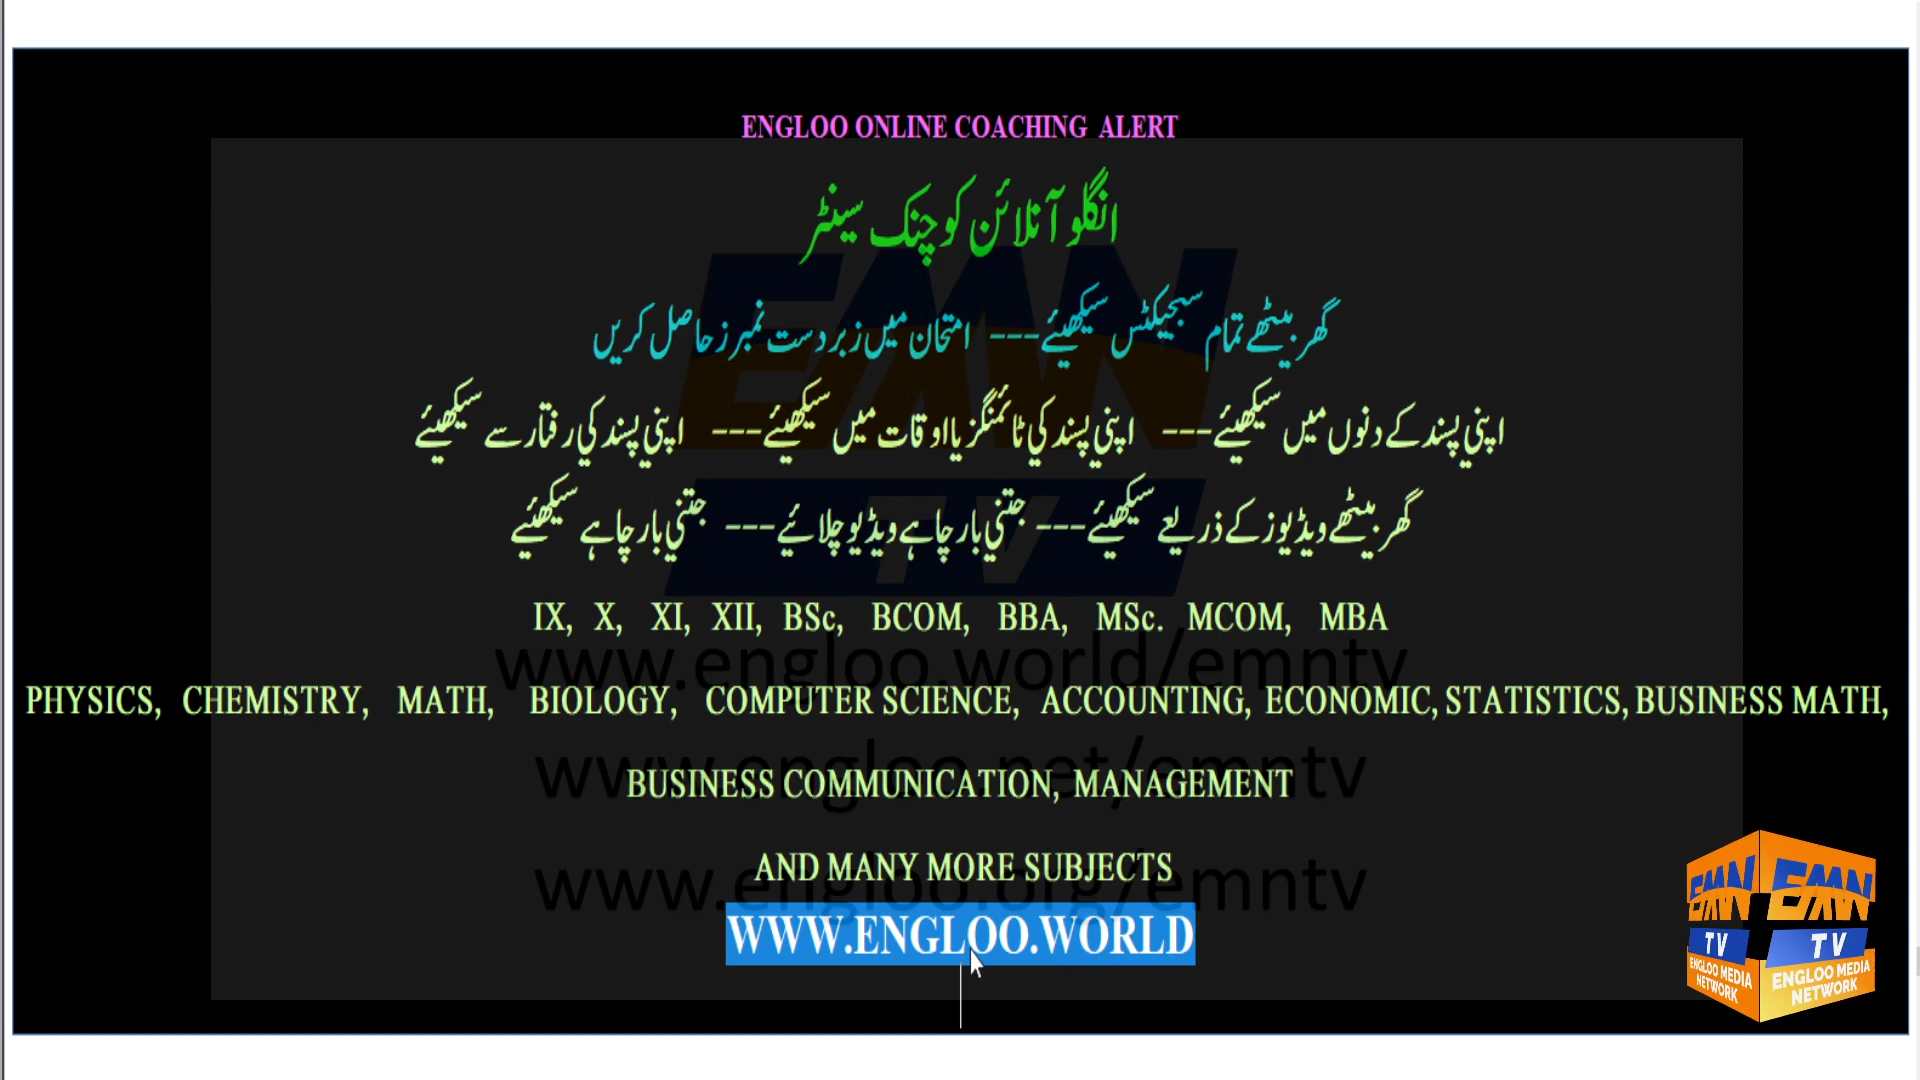 ENGLOO ONLINE COACHING ALERT
انگلو آنلائن کوچنک سینٹر
گھر بیٹھے تمام سبجیکٹس سیکھیئے --- امتحان میں زبردست نمبرز حاصل کریں
اپنی پسند کے دنوں میں سیکھیئے --- اپنی پسند کی ٹائمنگز یا اوقات میں سیکھیئے --- اپنی پسند کی رفتار سے سیکھیئے
گھر بیٹھے ویڈیوز کے ذریعے سیکھیئے --- جتنی بار چاہے ویڈیو چلائیے --- جتنی بار چاہے سیکھیئے
IX, X, XI, XII, BSc, BCOM, BBA, MSc. MCOM, MBA
www.engloo.world/emntv
PHYSICS, CHEMISTRY, MATH, BIOLOGY, COMPUTER SCIENCE, ACCOUNTING, ECONOMIC, STATISTICS, BUSINESS MATH,
www.engloo.net/emntv
BUSINESS COMMUNICATION, MANAGEMENT
AND MANY MORE SUBJECTS
www.engloo.org/emntv
WWW.ENGLOO.WORLD
EMN
TV
EMN
TV
ENGLOO MEDIA
NETWORK
EMN
TV
ENGLOO MEDIA
NETWORK